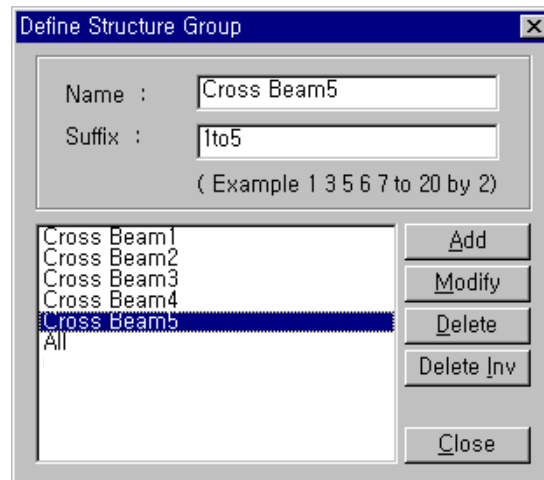 Define Structure Group
Name :
Cross Beam5
Suffix :
1to5
( Example 1 3 5 6 7 to 20 by 2)
Cross Beam1
Cross Beam2
Cross Beam3
Cross Beam4
Cross Beam5
All
Add
Modify
Delete
Delete Inv
Close